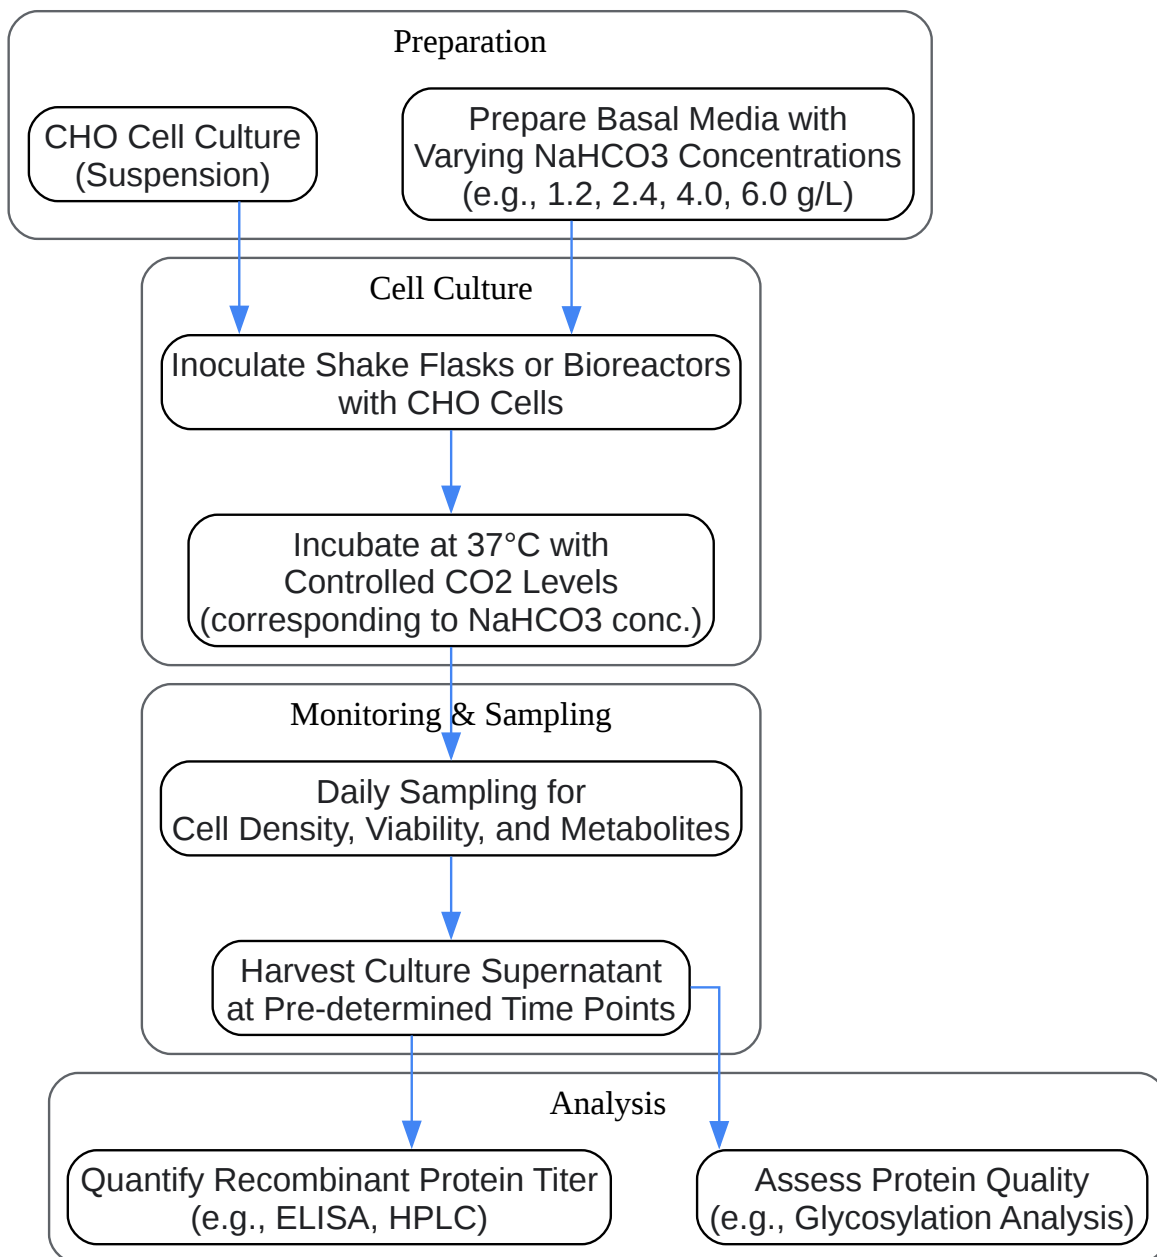 Preparation
CHO Cell Culture
(Suspension)
Prepare Basal Media with
Varying NaHCO3 Concentrations
(e.g., 1.2, 2.4, 4.0, 6.0 g/L)
Cell Culture
Inoculate Shake Flasks or Bioreactors
with CHO Cells
Incubate at 37°C with
Controlled CO2 Levels
(corresponding to NaHCO3 conc.)
Monitoring & Sampling
Daily Sampling for
Cell Density, Viability, and Metabolites
Harvest Culture Supernatant
at Pre-determined Time Points
Analysis
Quantify Recombinant Protein Titer
(e.g., ELISA, HPLC)
Assess Protein Quality
(e.g., Glycosylation Analysis)